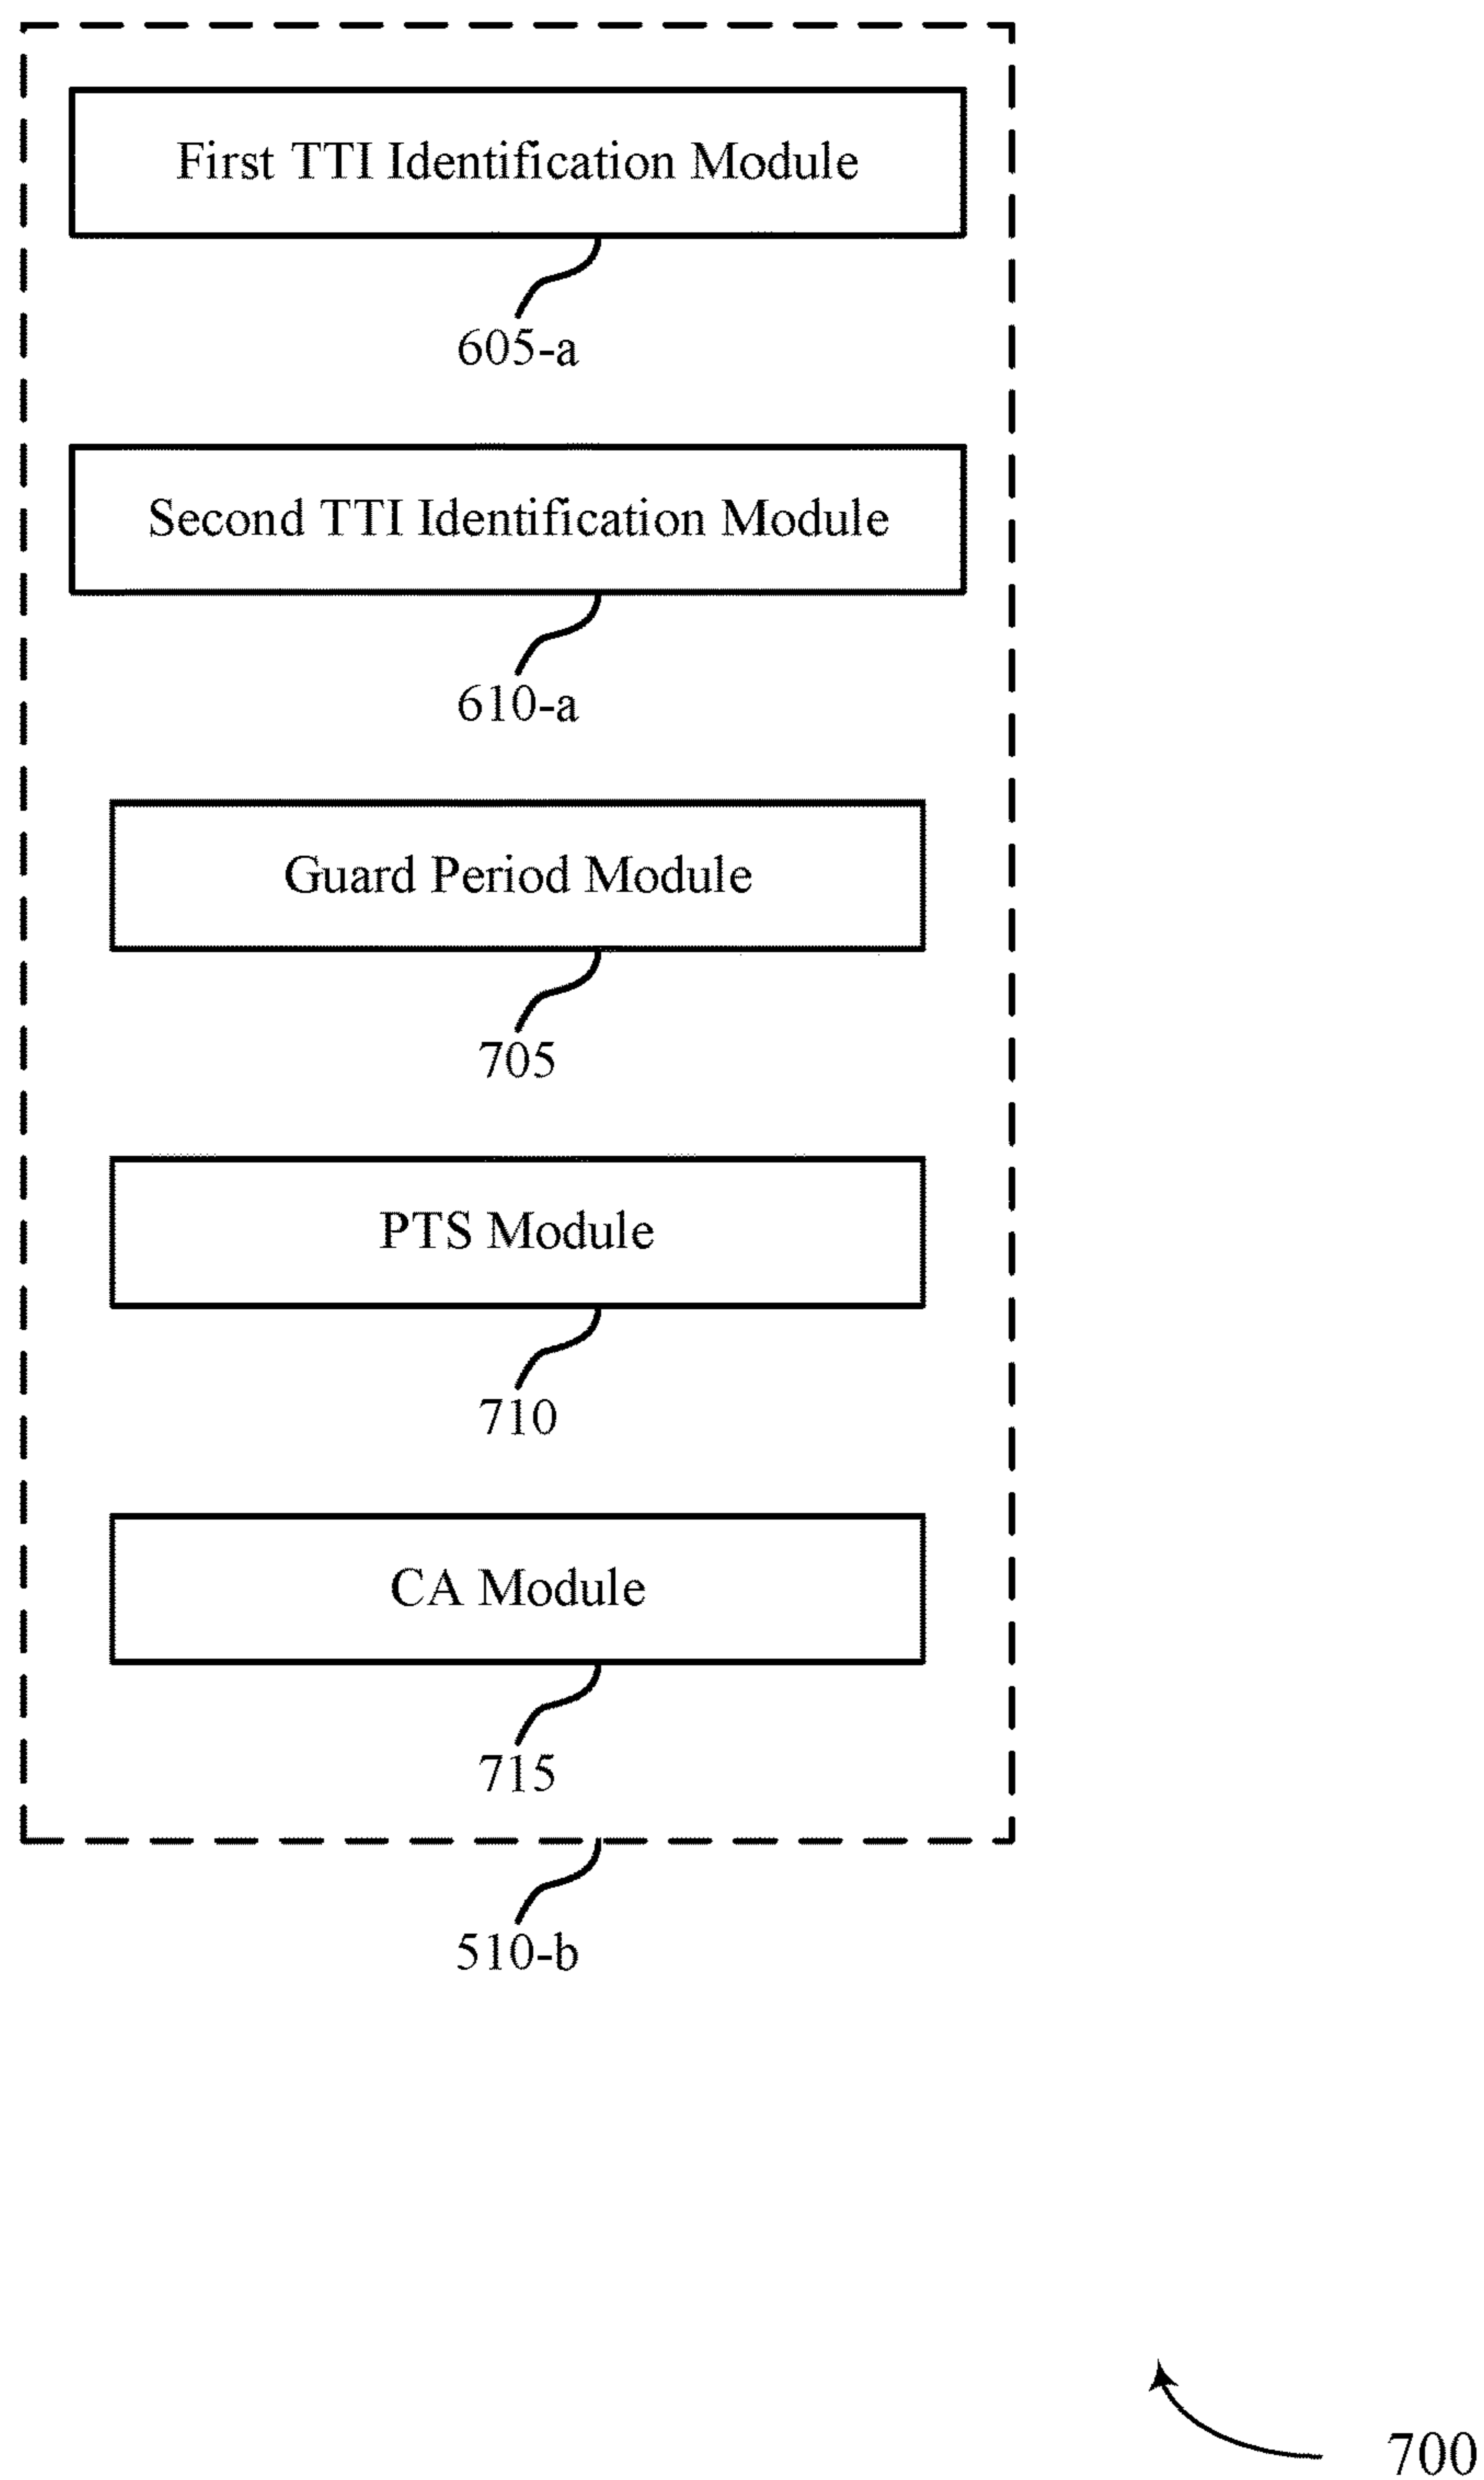 First TTI Identification Module
605-a
Second TTI Identification Module
610-a
Guard Period Module
705
PTS Module
710
CA Module
715
510-b
700